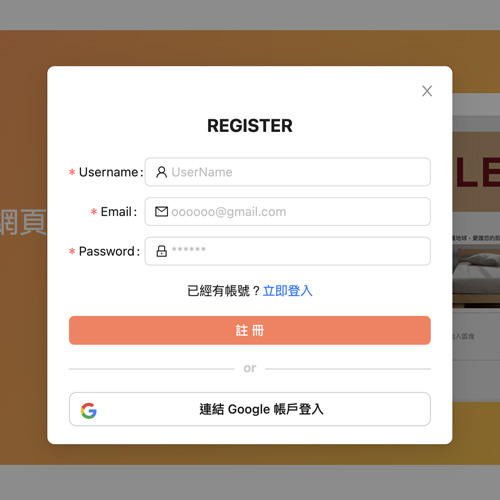 REGISTER
* Username : UserName
* Email : oooooo@gmail.com
* Password : ******
已經有帳號？立即登入
註 冊
or
連結 Google 帳戶登入
網頁
LE